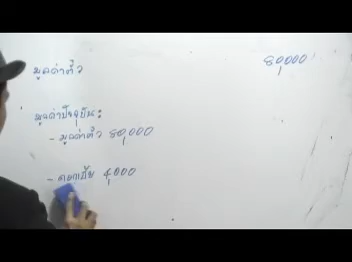 มูลค่าตั๋ว 80,000
มูลค่าปัจจุบัน:
- มูลค่าตั๋ว 80,000
- ดอกเบี้ย 4,000